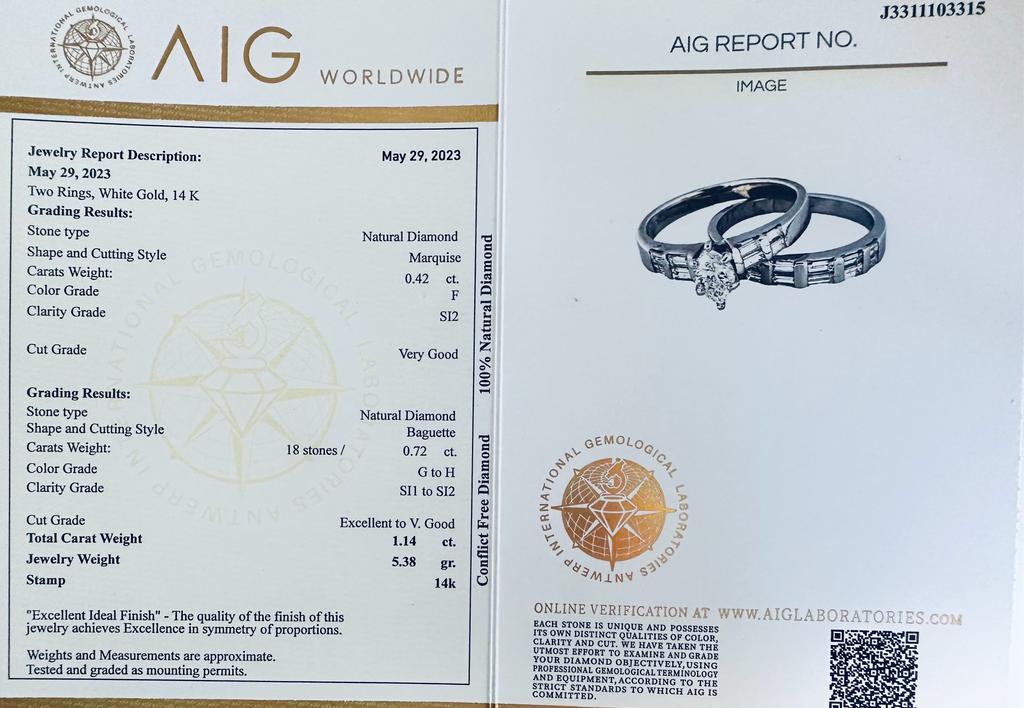 INTERNATIONAL GEMOLOGICAL LABORATORIES ANTWERP
AIG WORLDWIDE
Jewelry Report Description: May 29, 2023
May 29, 2023
Two Rings, White Gold, 14 K
Grading Results:
Stone type Natural Diamond
Shape and Cutting Style Marquise
Carats Weight: 0.42 ct.
Color Grade F
Clarity Grade SI2
Cut Grade Very Good
Grading Results:
Stone type Natural Diamond
Shape and Cutting Style Baguette
Carats Weight: 18 stones / 0.72 ct.
Color Grade G to H
Clarity Grade SI1 to SI2
Cut Grade Excellent to V. Good
Total Carat Weight 1.14 ct.
Jewelry Weight 5.38 gr.
Stamp 14k
"Excellent Ideal Finish" - The quality of the finish of this
jewelry achieves Excellence in symmetry of proportions.
Weights and Measurements are approximate.
Tested and graded as mounting permits.
INTERNATIONAL GEMOLOGICAL LABORATORIES ANTWERP
100% Natural Diamond
Conflict Free Diamond
J3311103315
AIG REPORT NO.
IMAGE
INTERNATIONAL GEMOLOGICAL LABORATORIES ANTWERP
ONLINE VERIFICATION AT WWW.AIGLABORATORIES.COM
EACH STONE IS UNIQUE AND POSSESSES
ITS OWN DISTINCT QUALITIES OF COLOR,
CLARITY AND CUT. WE HAVE TAKEN THE
UTMOST EFFORT TO EXAMINE AND GRADE
YOUR DIAMOND OBJECTIVELY, USING
PROFESSIONAL GEMOLOGICAL TERMINOLOGY
AND EQUIPMENT, ACCORDING TO THE
STRICT STANDARDS TO WHICH AIG IS
COMMITTED.